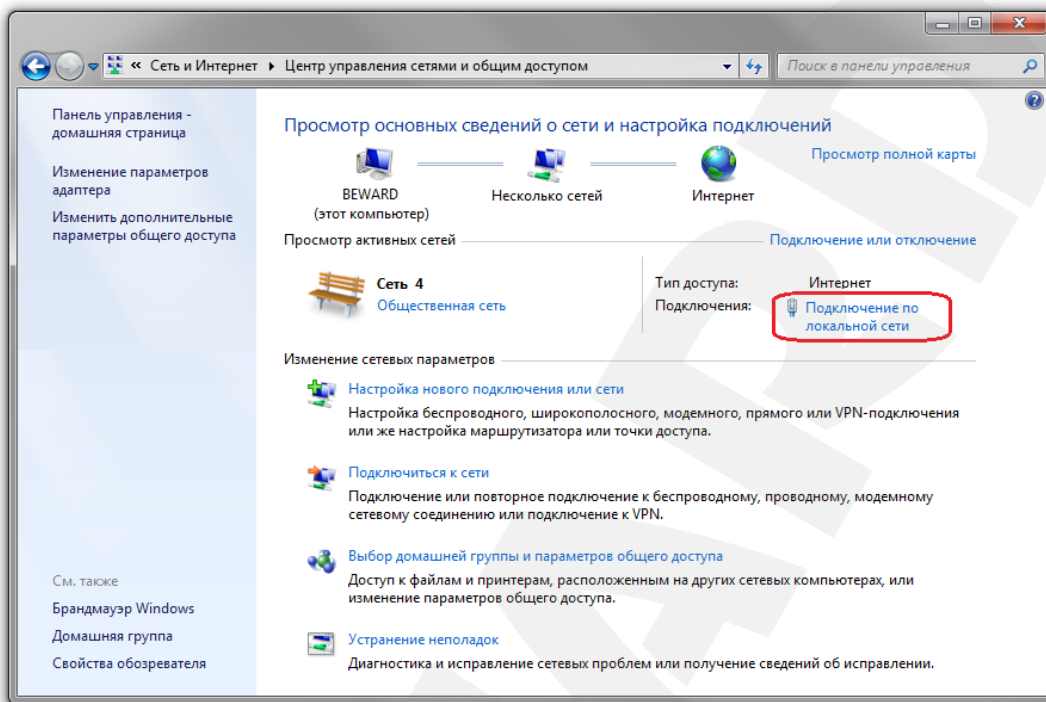 « Сеть и Интернет ▸ Центр управления сетями и общим доступом
Поиск в панели управления
Панель управления -
домашняя страница
Изменение параметров
адаптера
Изменить дополнительные
параметры общего доступа
См. также
Брандмауэр Windows
Домашняя группа
Свойства обозревателя
Просмотр основных сведений о сети и настройка подключений
Просмотр полной карты
BEWARD
(этот компьютер)
Несколько сетей
Интернет
Просмотр активных сетей
Подключение или отключение
Сеть 4
Общественная сеть
Тип доступа: Интернет
Подключения: Подключение по
локальной сети
Изменение сетевых параметров
Настройка нового подключения или сети
Настройка беспроводного, широкополосного, модемного, прямого или VPN-подключения
или же настройка маршрутизатора или точки доступа.
Подключиться к сети
Подключение или повторное подключение к беспроводному, проводному, модемному
сетевому соединению или подключение к VPN.
Выбор домашней группы и параметров общего доступа
Доступ к файлам и принтерам, расположенным на других сетевых компьютерах, или
изменение параметров общего доступа.
Устранение неполадок
Диагностика и исправление сетевых проблем или получение сведений об исправлении.